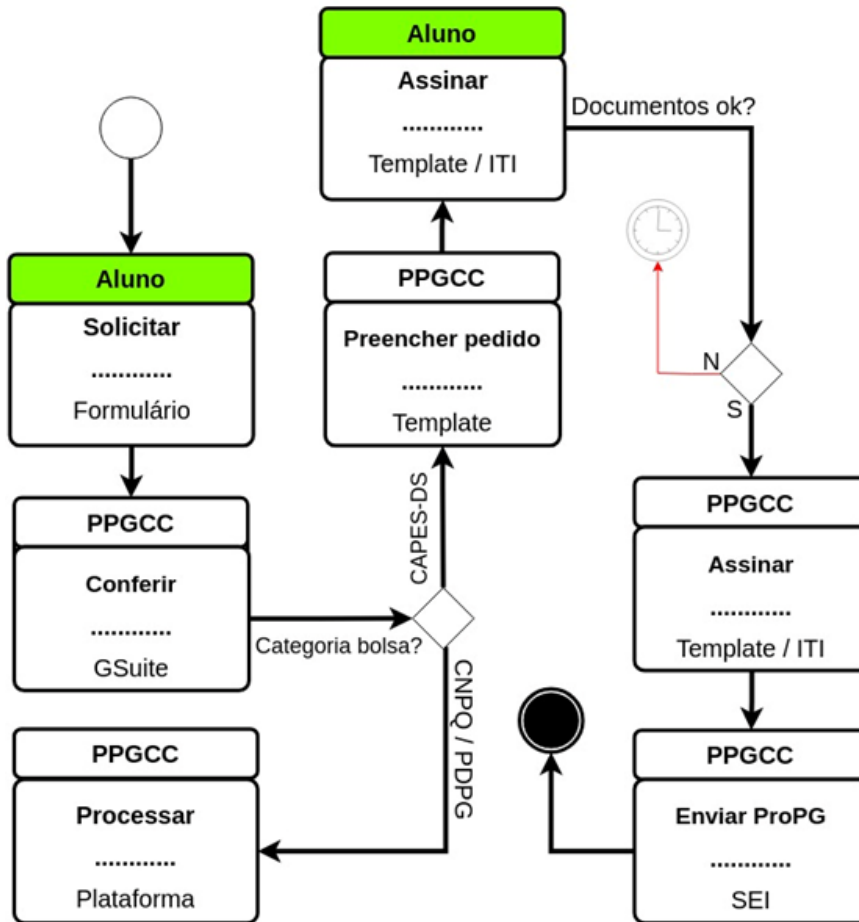 Aluno
Solicitar
............
Formulário
PPGCC
Conferir
............
GSuite
Categoria bolsa?
CAPES-DS
CNPQ / PDPG
PPGCC
Processar
............
Plataforma
PPGCC
Preencher pedido
............
Template
Aluno
Assinar
............
Template / ITI
Documentos ok?
N
S
PPGCC
Assinar
............
Template / ITI
PPGCC
Enviar ProPG
............
SEI